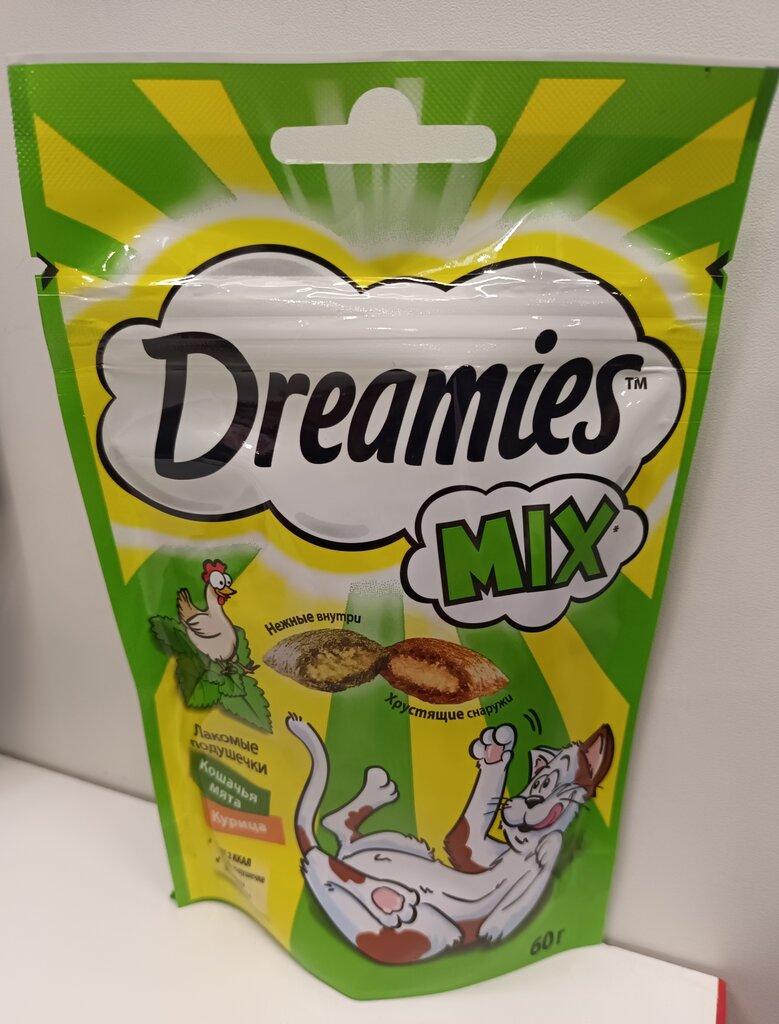 Dreamies™
MIX*
Нежные внутри
Хрустящие снаружи
Лакомые
подушечки
Кошачья
мята
Курица
60 г